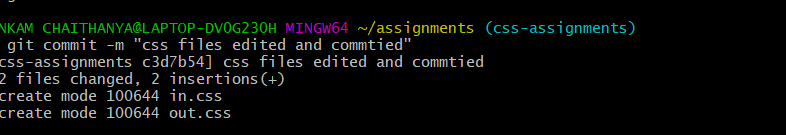 NKAM CHAITHANYA@LAPTOP-DVOG230H MINGW64 ~/assignments (css-assignments)
git commit -m "css files edited and commtied"
css-assignments c3d7b54] css files edited and commtied
2 files changed, 2 insertions(+)
create mode 100644 in.css
create mode 100644 out.css